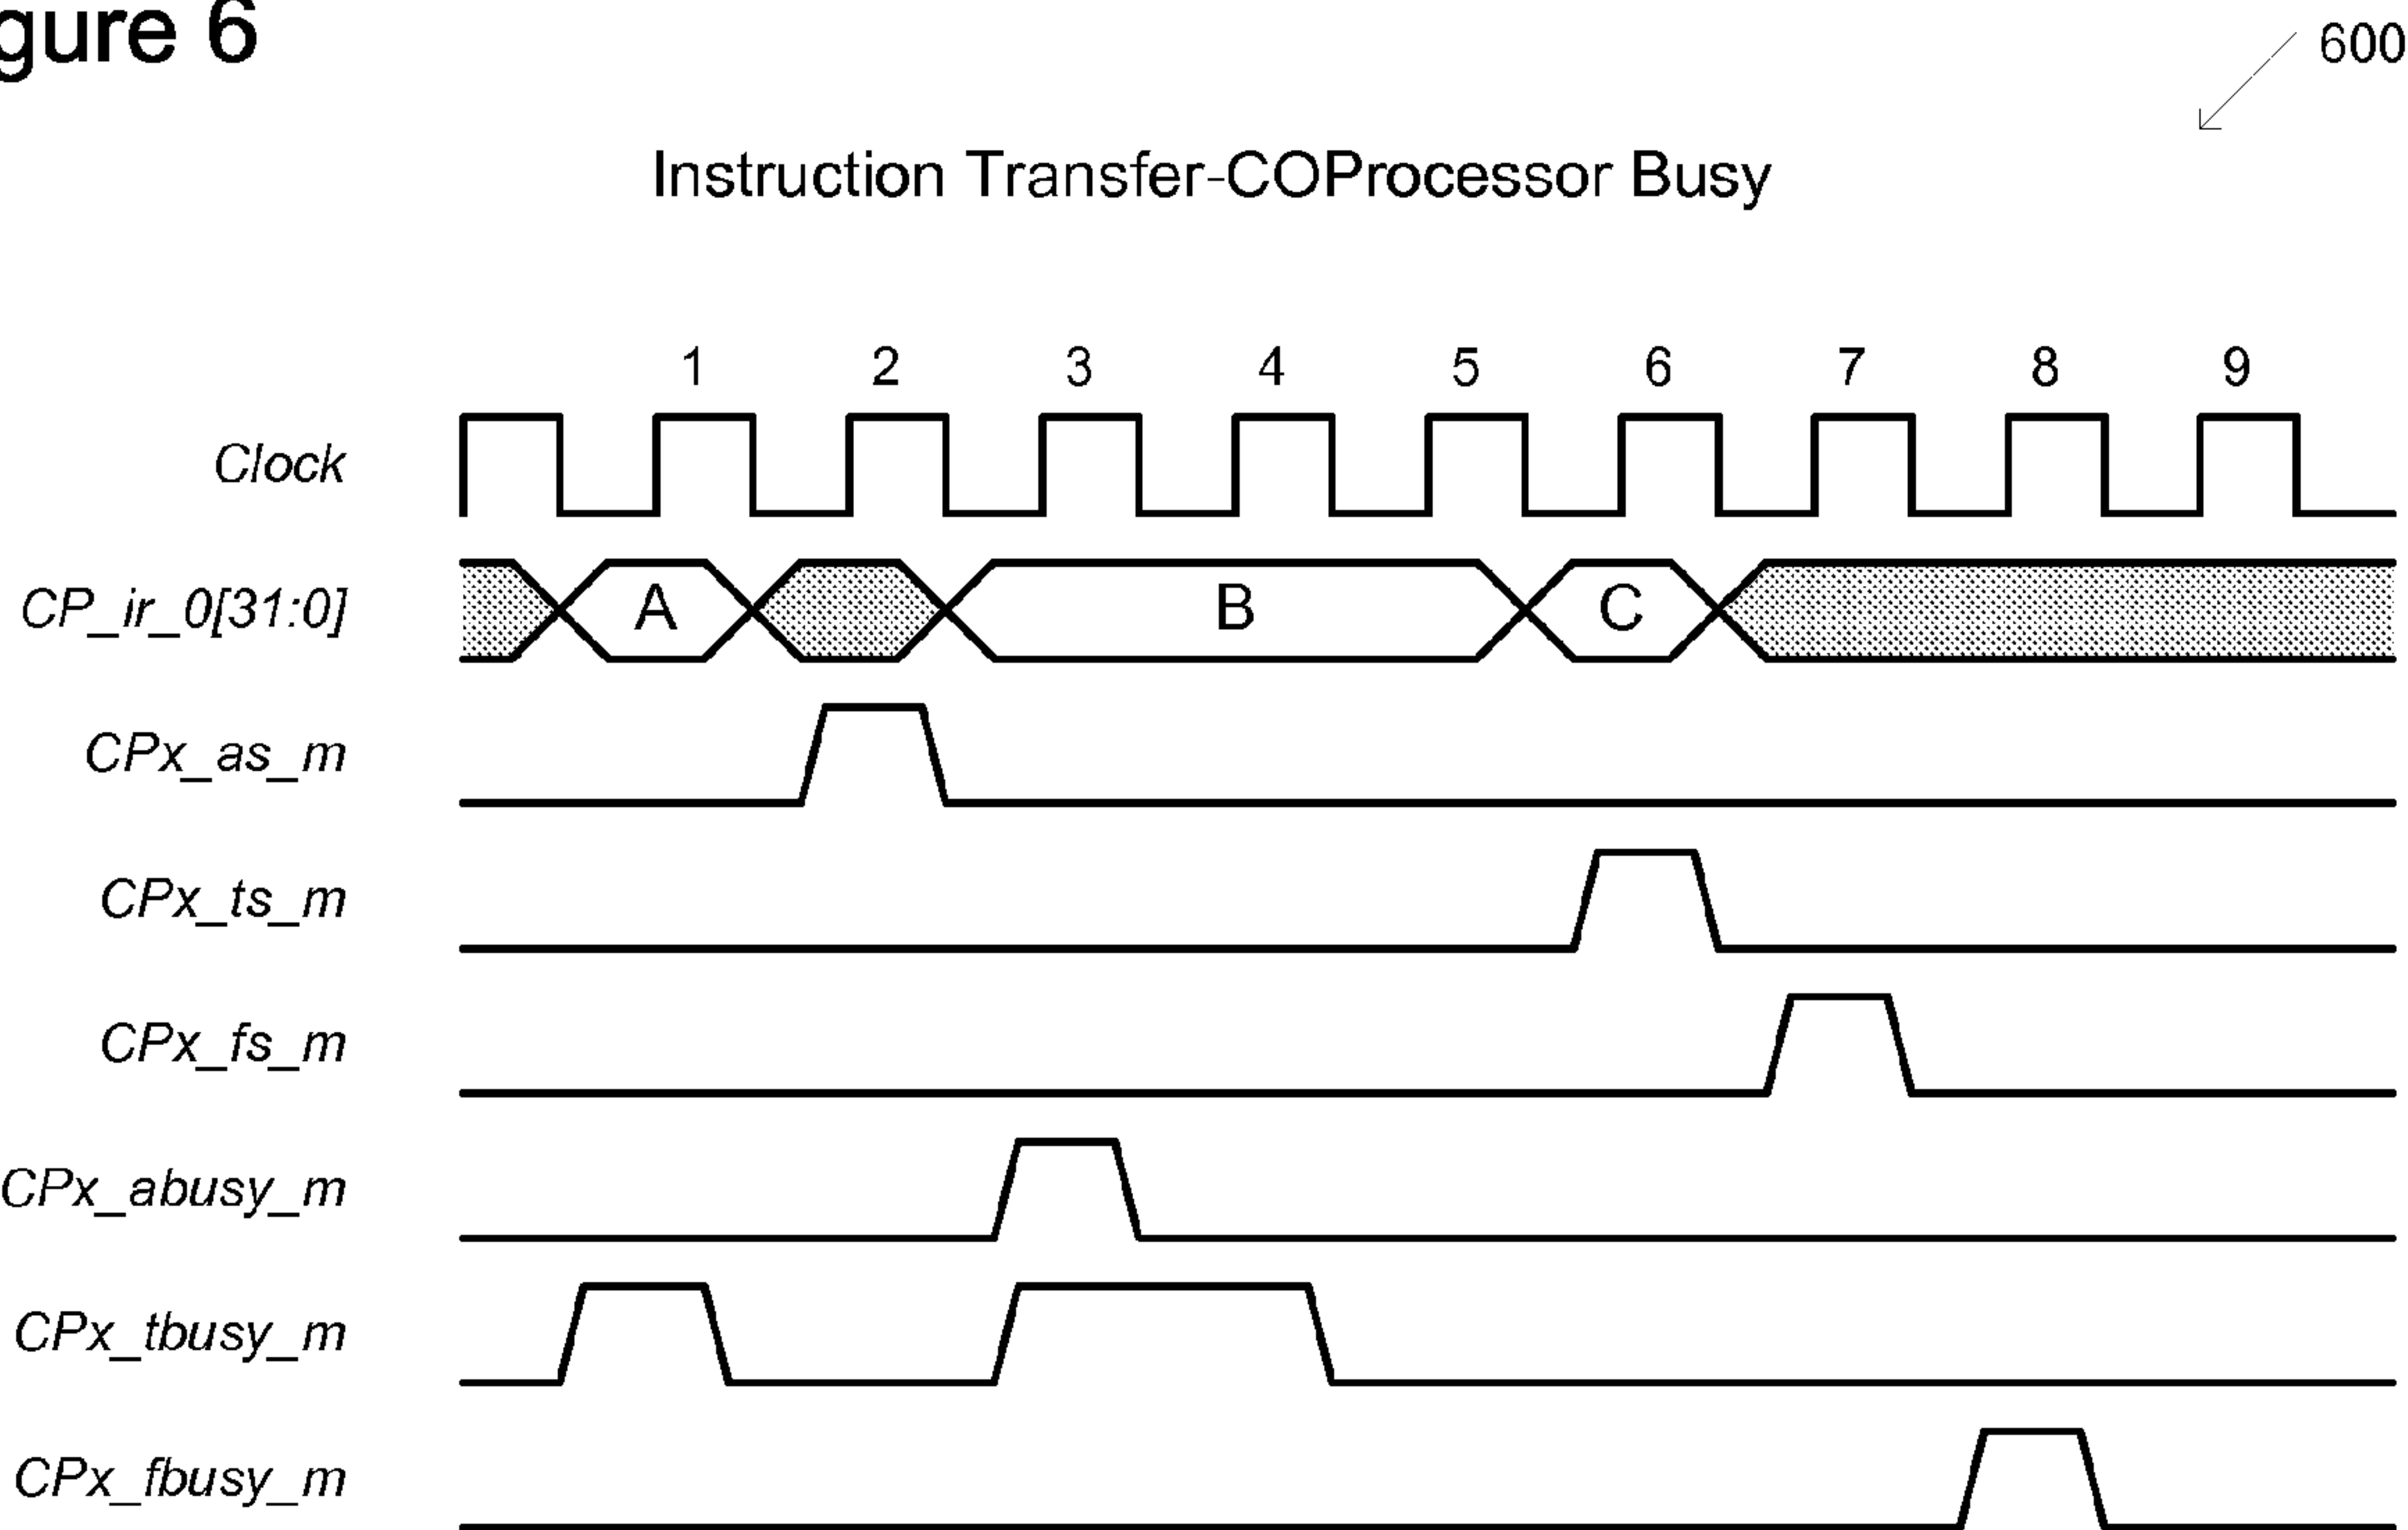 gure 6
600
Instruction Transfer-COProcessor Busy
1 2 3 4 5 6 7 8 9
Clock
CP_ir_0[31:0]
A B C
CPx_as_m
CPx_ts_m
CPx_fs_m
CPx_abusy_m
CPx_tbusy_m
CPx_fbusy_m